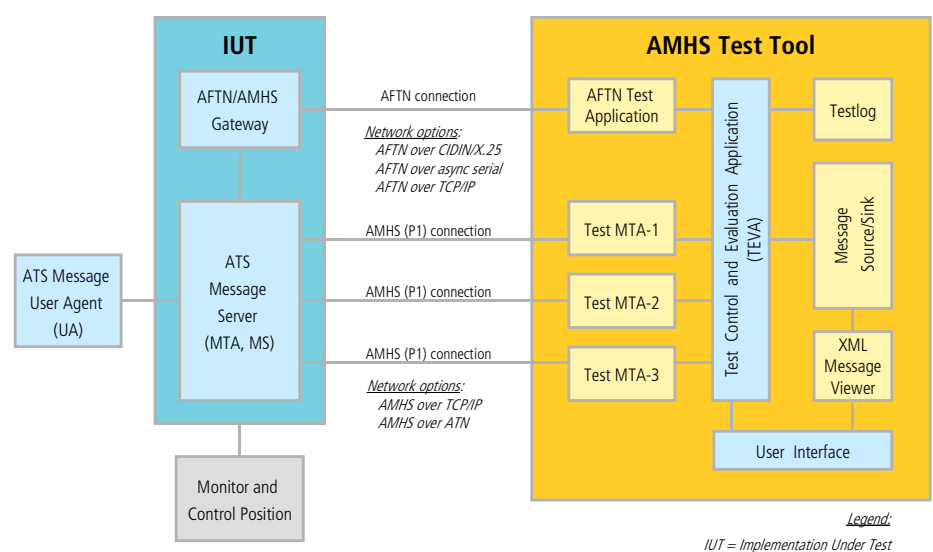 IUT
AFTN/AMHS
Gateway
ATS
Message
Server
(MTA, MS)
ATS Message
User Agent
(UA)
Monitor and
Control Position
AFTN connection
Network options:
AFTN over CIDIN/X.25
AFTN over async serial
AFTN over TCP/IP
AMHS (P1) connection
AMHS (P1) connection
AMHS (P1) connection
Network options:
AMHS over TCP/IP
AMHS over ATN
AMHS Test Tool
AFTN Test
Application
Test MTA-1
Test MTA-2
Test MTA-3
Test Control and Evaluation Application
(TEVA)
Testlog
Message
Source/Sink
XML
Message
Viewer
User Interface
Legend:
IUT = Implementation Under Test